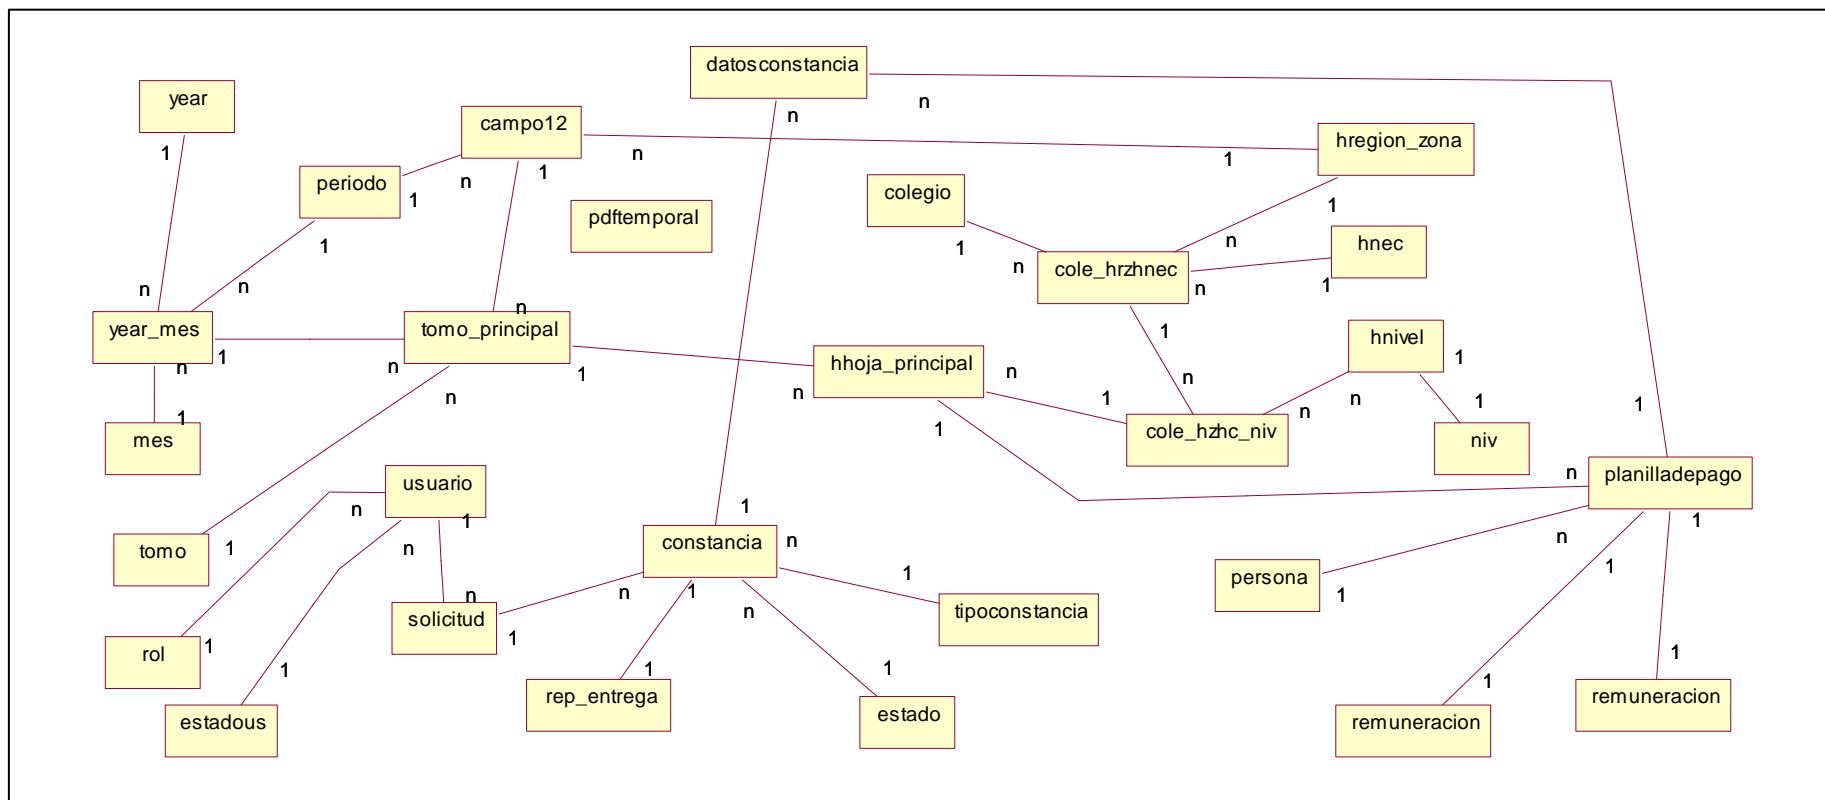 datosconstancia
year
n
n
campo12
hregion_zona
1
n
1
periodo
n
1
colegio
1
1
pdftemporal
1
hnec
1
n
n
cole_hrzhnec
1
n
n
n
n
year_mes
tomo_principal
1
hnivel
1
1
hhoja_principal
n
n
1
n
n
n
1
1
n
n
1
1
1
n
cole_hzhc_niv
1
mes
niv
n
planilladepago
usuario
n
1
1
1
n
constancia
n
tomo
1
n
1
1
persona
1
n
1
n
n
solicitud
tipoconstancia
1
rol
1
1
1
1
1
1
rep_entrega
estado
estadous
remuneracion
remuneracion